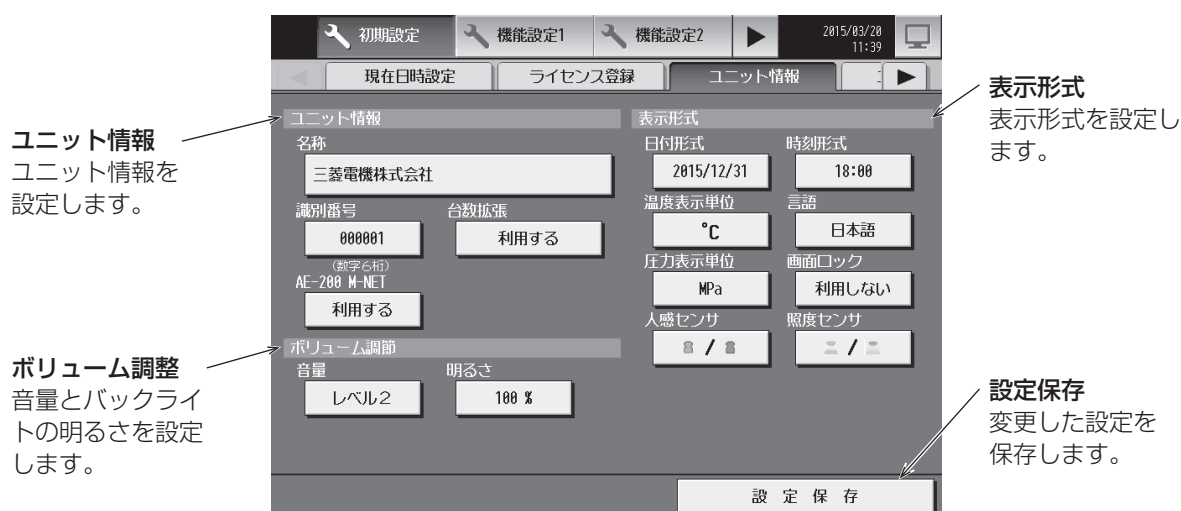 初期設定
機能設定1
機能設定2
2015/03/20
11:39
現在日時設定
ライセンス登録
ユニット情報
ユニット情報
ユニット情報を
設定します。
ユニット情報
名称
三菱電機株式会社
識別番号
台数拡張
000001
利用する
(数字6桁)
AE-200 M-NET
利用する
ボリューム調整
音量とバックライ
トの明るさを設定
します。
ボリューム調節
音量
明るさ
レベル2
100 %
表示形式
表示形式を設定し
ます。
表示形式
日付形式
時刻形式
2015/12/31
18:00
温度表示単位
言語
℃
日本語
圧力表示単位
画面ロック
MPa
利用しない
人感センサ
照度センサ
/
/
設定保存
変更した設定を
保存します。
設 定 保 存